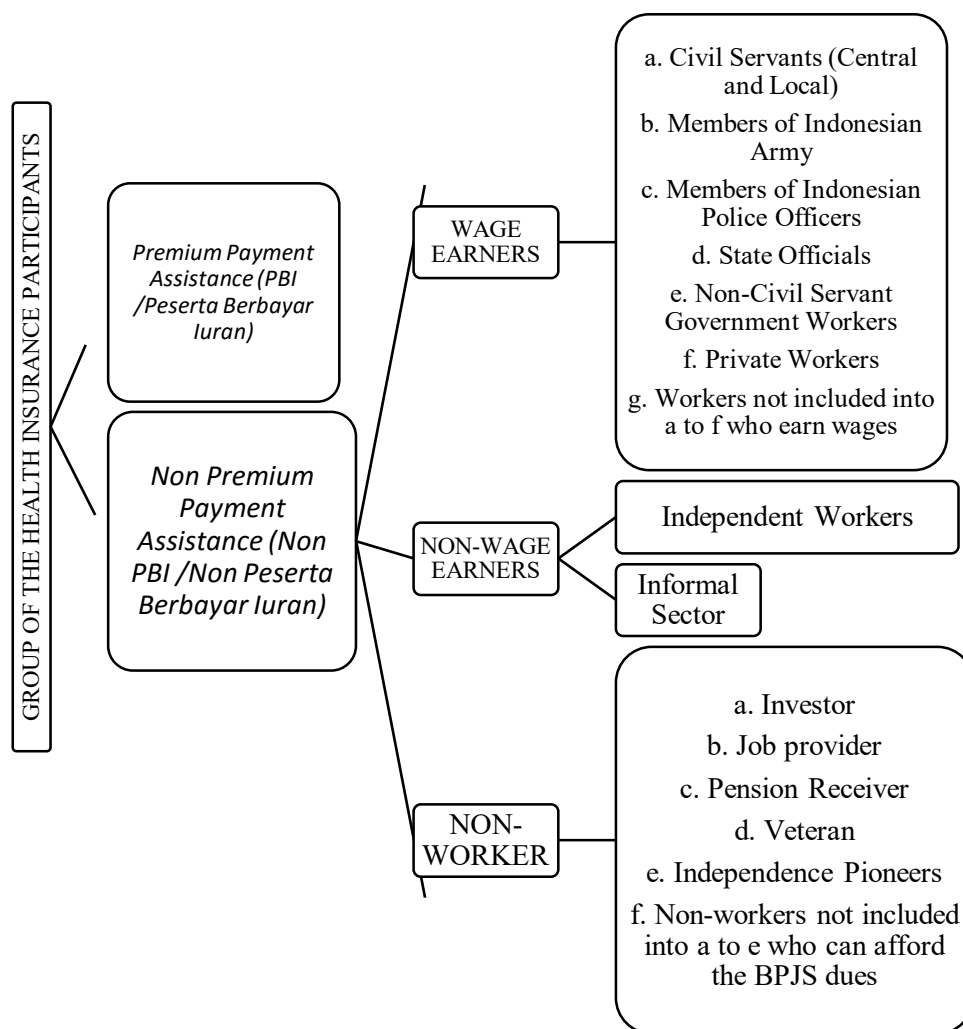 GROUP OF THE HEALTH INSURANCE PARTICIPANTS
Premium Payment
Assistance (PBI
/Peserta Berbayar
Iuran)
Non Premium
Payment
Assistance (Non
PBI /Non Peserta
Berbayar Iuran)
WAGE
EARNERS
a. Civil Servants (Central
and Local)
b. Members of Indonesian
Army
c. Members of Indonesian
Police Officers
d. State Officials
e. Non-Civil Servant
Government Workers
f. Private Workers
g. Workers not included into
a to f who earn wages
NON-WAGE
EARNERS
Independent Workers
Informal
Sector
NON-
WORKER
a. Investor
b. Job provider
c. Pension Receiver
d. Veteran
e. Independence Pioneers
f. Non-workers not included
into a to e who can afford
the BPJS dues